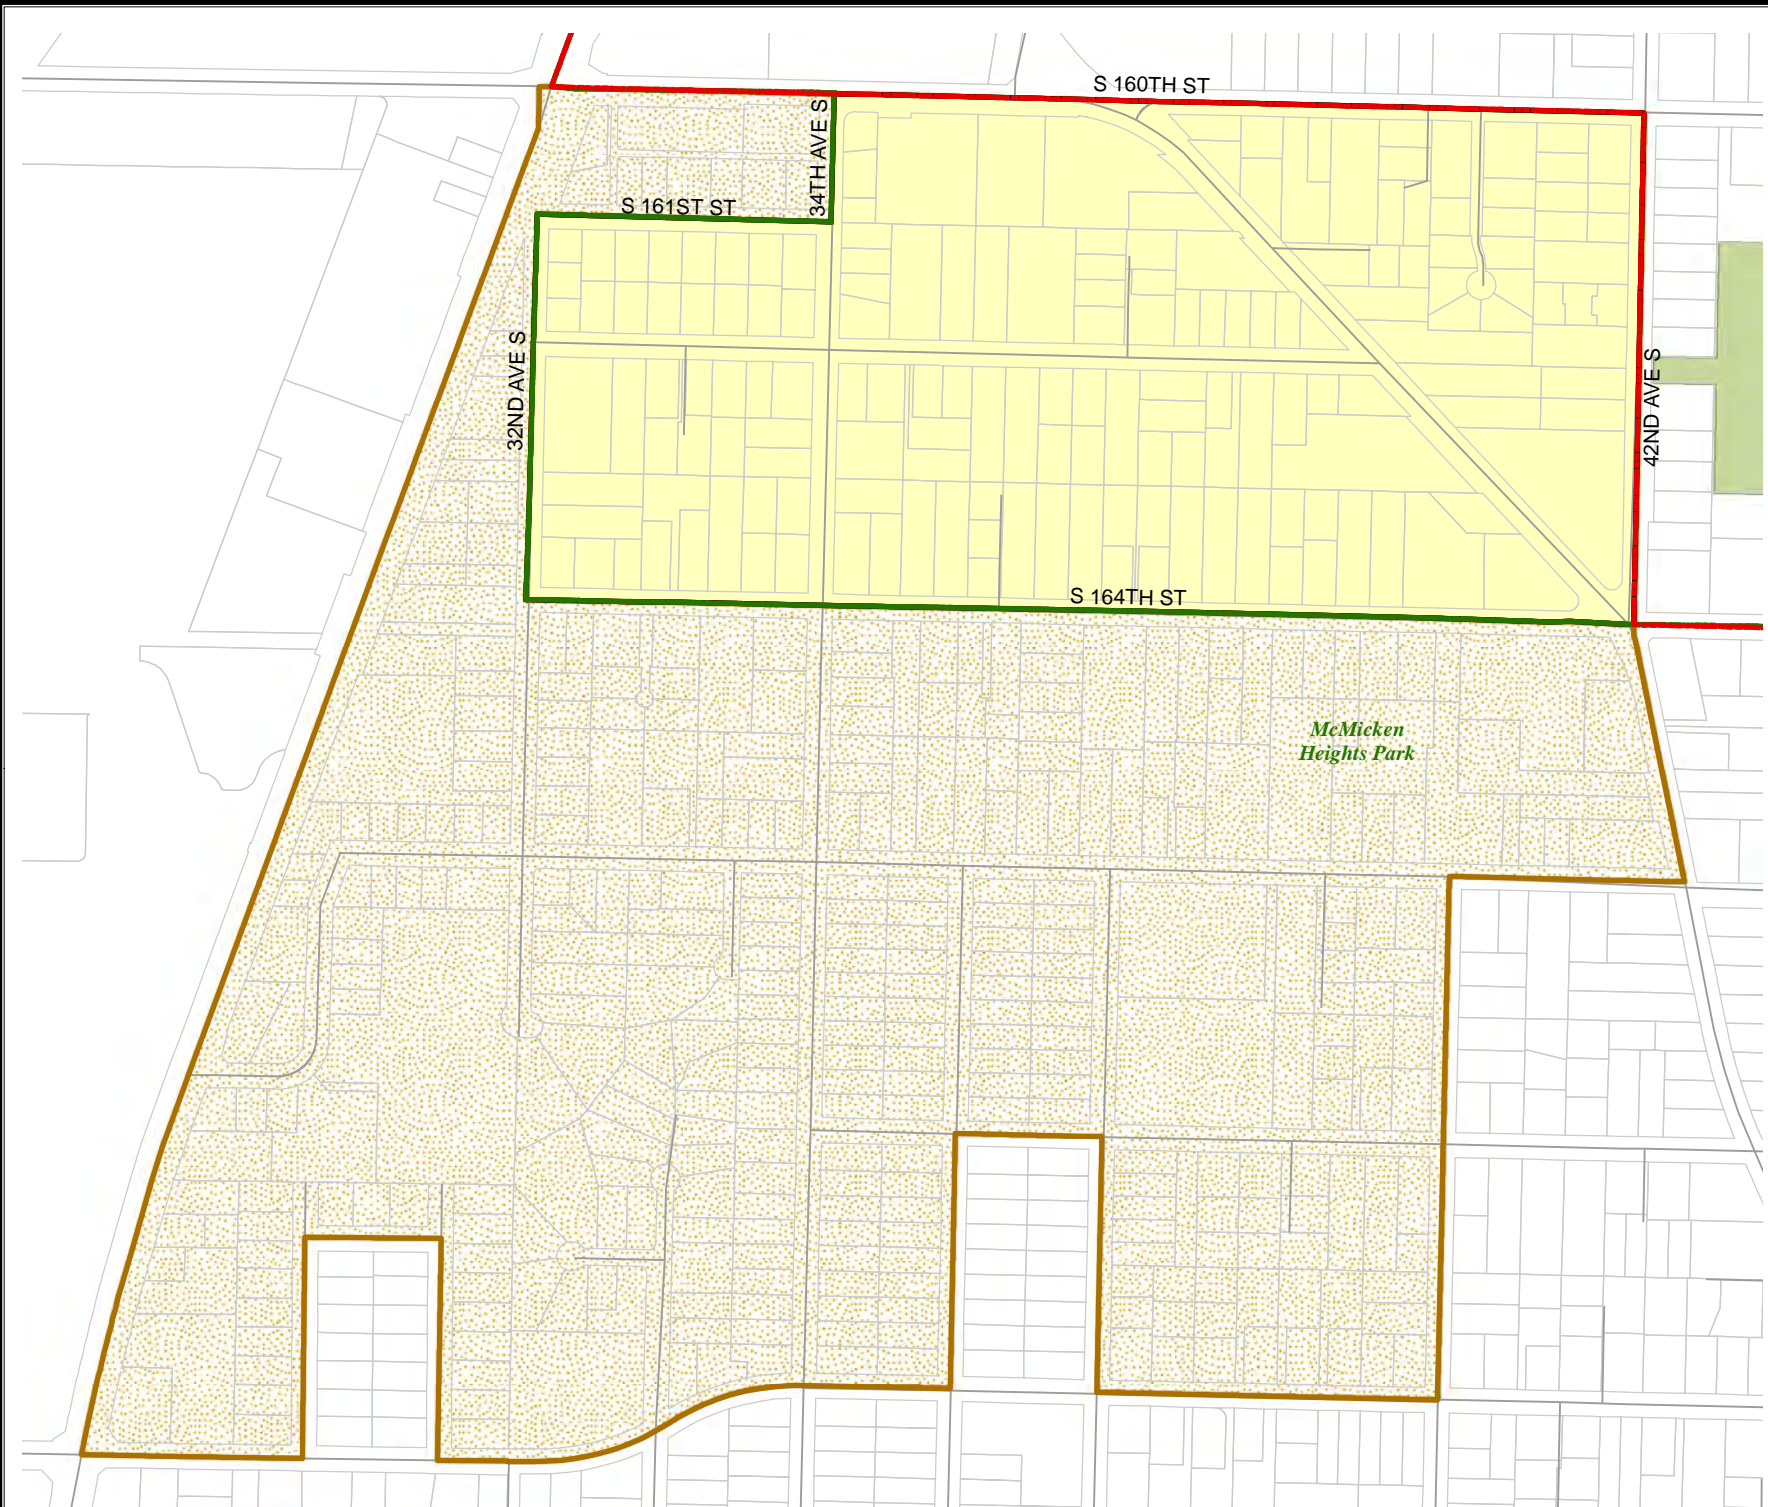 S 160TH ST
34TH AVE S
S 161ST ST
32ND AVE S
42ND AVE S
S 164TH ST
McMicken
Heights Park